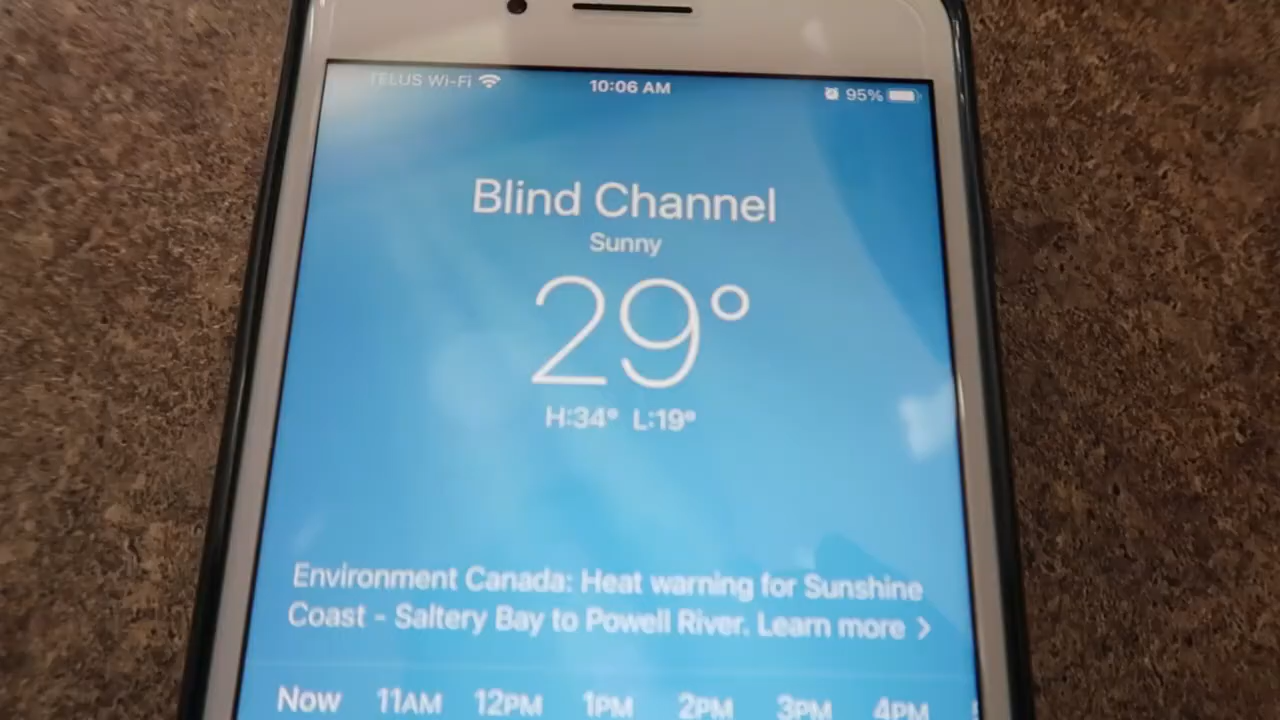 TELUS Wi-Fi 10:06 AM 95%
Blind Channel
Sunny
29°
H:34° L:19°
Environment Canada: Heat warning for Sunshine
Coast - Saltery Bay to Powell River. Learn more >
Now 11AM 12PM 1PM 2PM 3PM 4PM